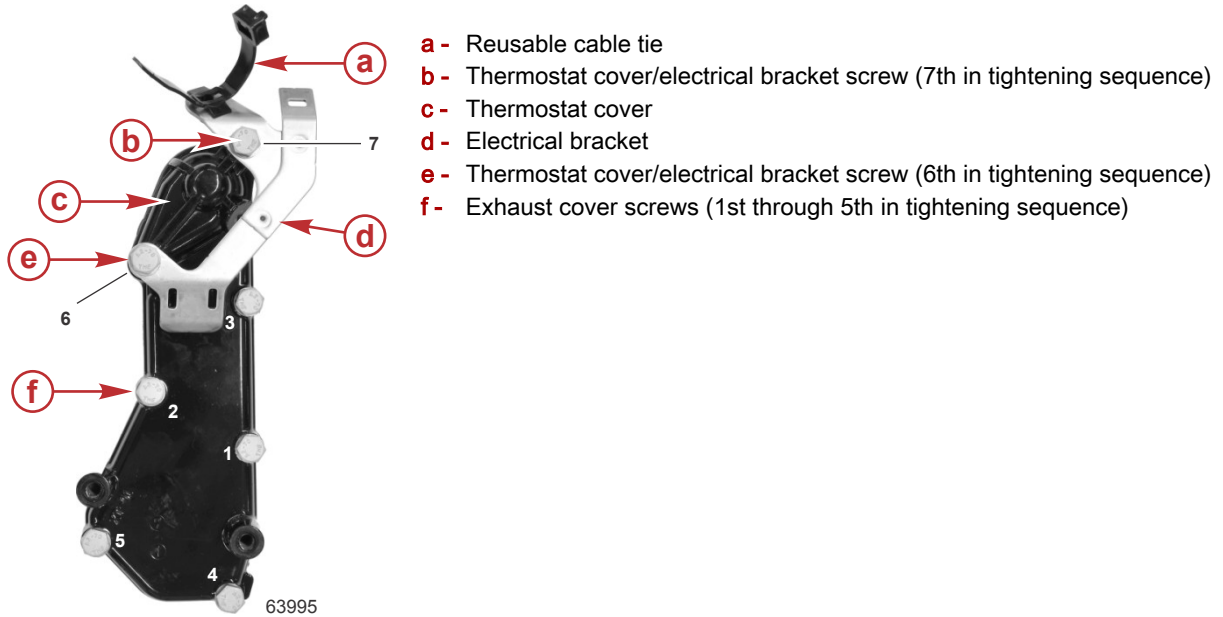 a
b
7
c
d
e
6
3
f
2
1
5
4
63995
a - Reusable cable tie
b - Thermostat cover/electrical bracket screw (7th in tightening sequence)
c - Thermostat cover
d - Electrical bracket
e - Thermostat cover/electrical bracket screw (6th in tightening sequence)
f - Exhaust cover screws (1st through 5th in tightening sequence)